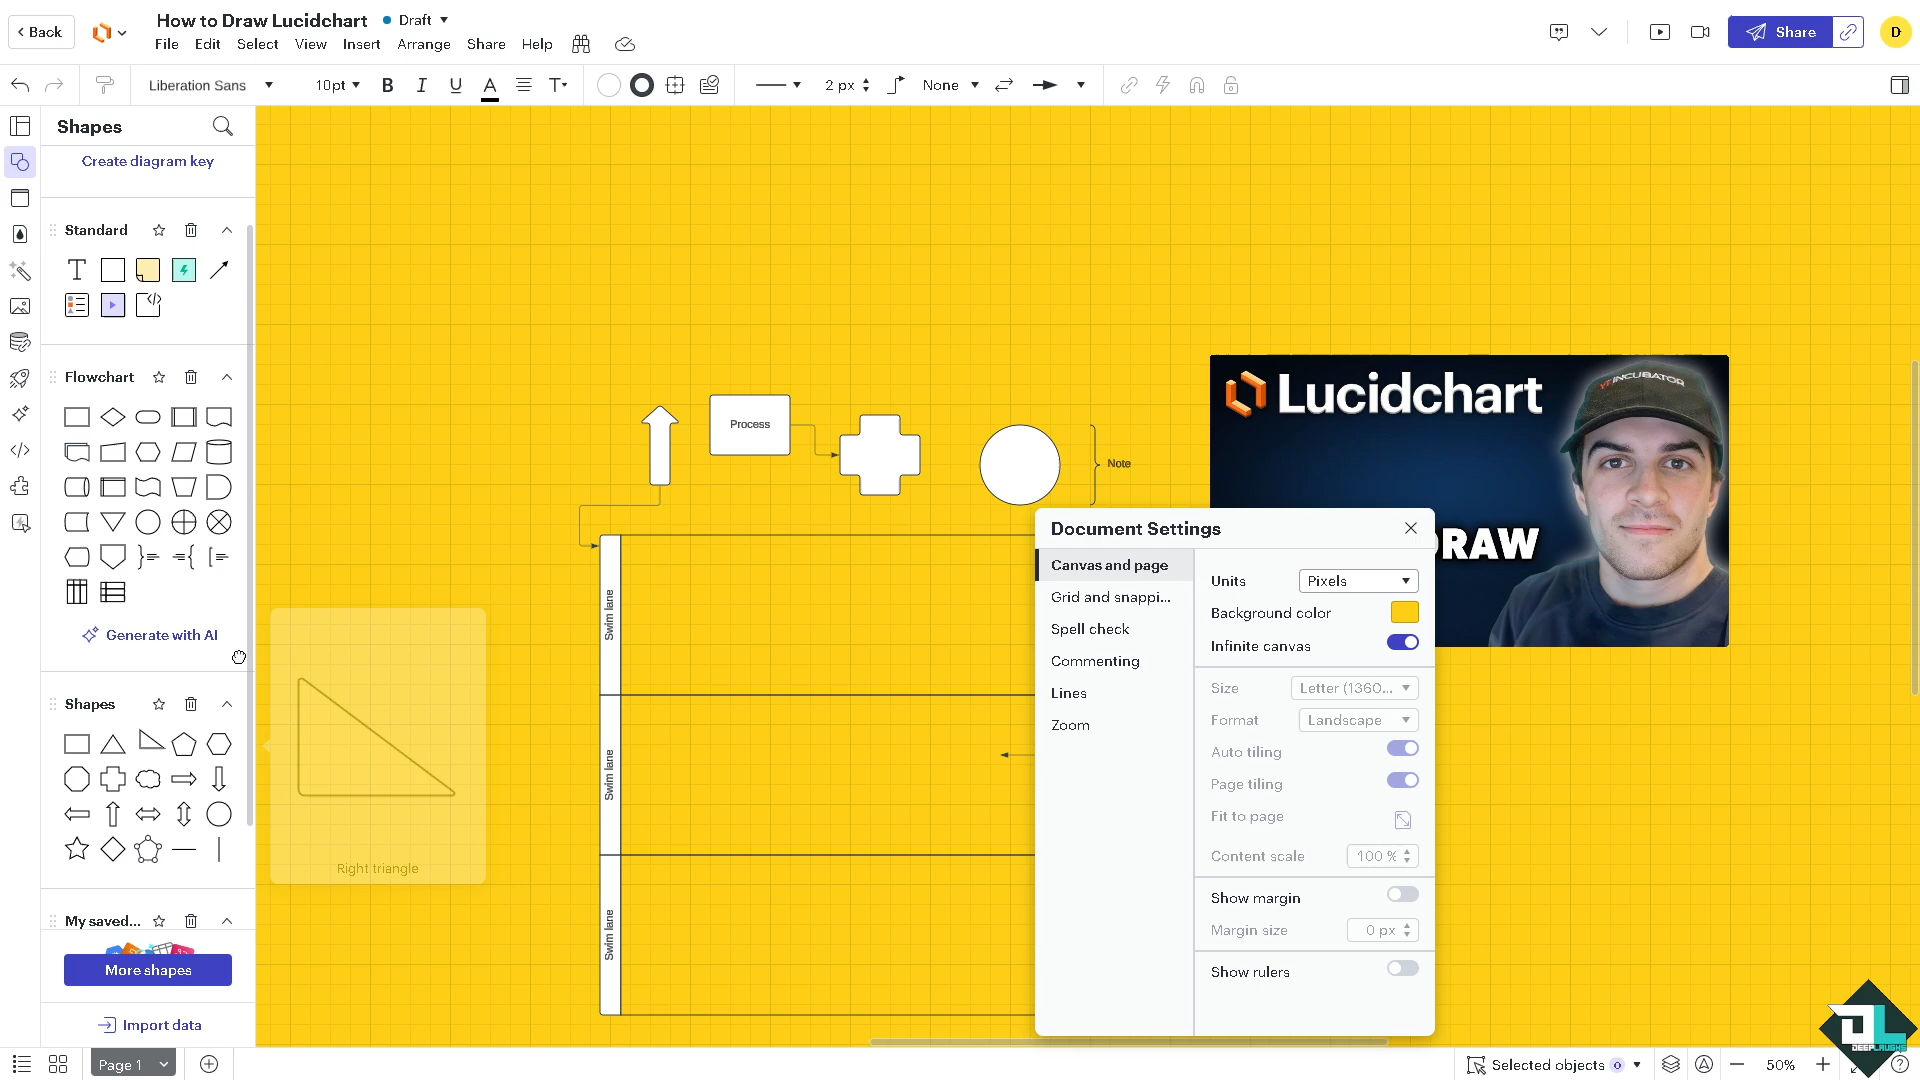 Back
How to Draw Lucidchart
Draft
File Edit Select View Insert Arrange Share Help
Share
D
Liberation Sans
10pt
B I U A T
2 px
None
Shapes
Create diagram key
Standard
T
Flowchart
Generate with AI
Shapes
My saved...
More shapes
Import data
Right triangle
Process
Note
Swim lane
Swim lane
Swim lane
YT INCUBATOR
Lucidchart
DRAW
Document Settings
Canvas and page
Grid and snappi...
Spell check
Commenting
Lines
Zoom
Units
Pixels
Background color
Infinite canvas
Size
Letter (1360...
Format
Landscape
Auto tiling
Page tiling
Fit to page
Content scale
100 %
Show margin
Margin size
0 px
Show rulers
Page 1
Selected objects 0
50%
DEEPLAUGHS